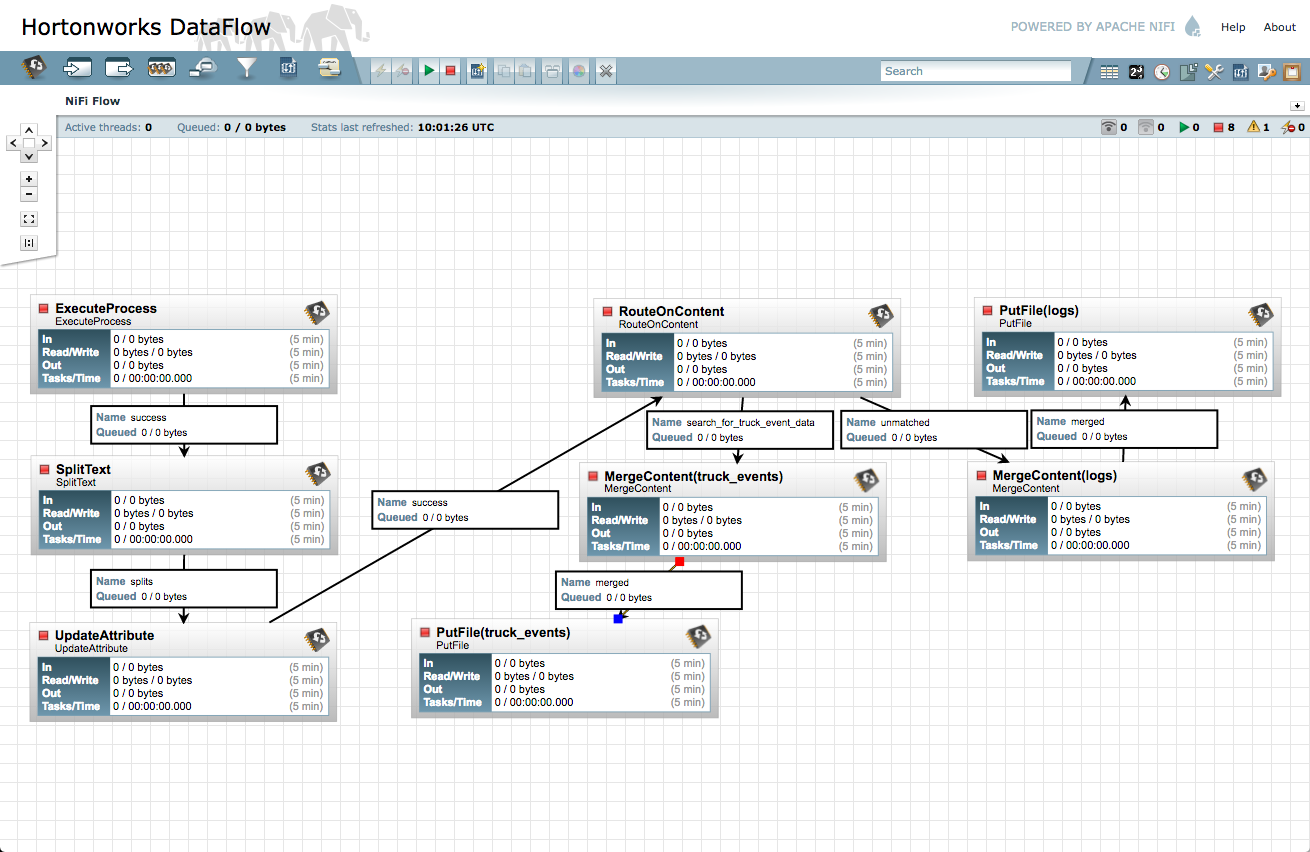 Hortonworks DataFlow
POWERED BY APACHE NIFI
Help
About
Search
NiFi Flow
Active threads: 0
Queued: 0 / 0 bytes
Stats last refreshed: 10:01:26 UTC
0
0
0
8
1
0
ExecuteProcess
ExecuteProcess
In 0 / 0 bytes (5 min)
Read/Write 0 bytes / 0 bytes (5 min)
Out 0 / 0 bytes (5 min)
Tasks/Time 0 / 00:00:00.000 (5 min)
Name success
Queued 0 / 0 bytes
SplitText
SplitText
In 0 / 0 bytes (5 min)
Read/Write 0 bytes / 0 bytes (5 min)
Out 0 / 0 bytes (5 min)
Tasks/Time 0 / 00:00:00.000 (5 min)
Name splits
Queued 0 / 0 bytes
UpdateAttribute
UpdateAttribute
In 0 / 0 bytes (5 min)
Read/Write 0 bytes / 0 bytes (5 min)
Out 0 / 0 bytes (5 min)
Tasks/Time 0 / 00:00:00.000 (5 min)
Name success
Queued 0 / 0 bytes
RouteOnContent
RouteOnContent
In 0 / 0 bytes (5 min)
Read/Write 0 bytes / 0 bytes (5 min)
Out 0 / 0 bytes (5 min)
Tasks/Time 0 / 00:00:00.000 (5 min)
Name search_for_truck_event_data
Queued 0 / 0 bytes
Name unmatched
Queued 0 / 0 bytes
MergeContent(truck_events)
MergeContent
In 0 / 0 bytes (5 min)
Read/Write 0 bytes / 0 bytes (5 min)
Out 0 / 0 bytes (5 min)
Tasks/Time 0 / 00:00:00.000 (5 min)
Name merged
Queued 0 / 0 bytes
PutFile(truck_events)
PutFile
In 0 / 0 bytes (5 min)
Read/Write 0 bytes / 0 bytes (5 min)
Out 0 / 0 bytes (5 min)
Tasks/Time 0 / 00:00:00.000 (5 min)
PutFile(logs)
PutFile
In 0 / 0 bytes (5 min)
Read/Write 0 bytes / 0 bytes (5 min)
Out 0 / 0 bytes (5 min)
Tasks/Time 0 / 00:00:00.000 (5 min)
Name merged
Queued 0 / 0 bytes
MergeContent(logs)
MergeContent
In 0 / 0 bytes (5 min)
Read/Write 0 bytes / 0 bytes (5 min)
Out 0 / 0 bytes (5 min)
Tasks/Time 0 / 00:00:00.000 (5 min)